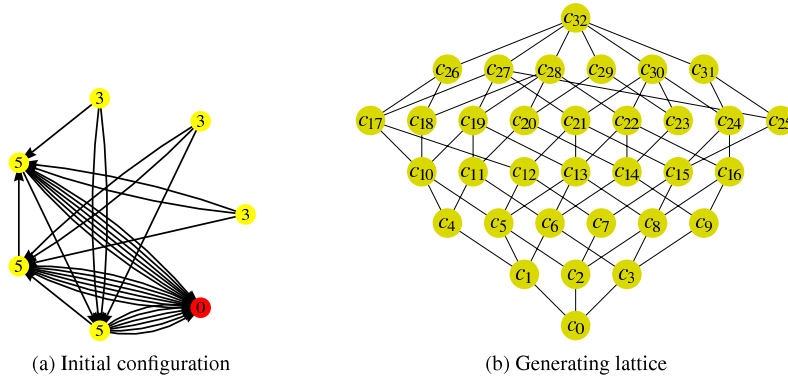 3
3
5
3
5
5
0
(a) Initial configuration
c32
c26 c27 c28 c29 c30 c31
c17 c18 c19 c20 c21 c22 c23 c24 c25
c10 c11 c12 c13 c14 c15 c16
c4 c5 c6 c7 c8 c9
c1 c2 c3
c0
(b) Generating lattice